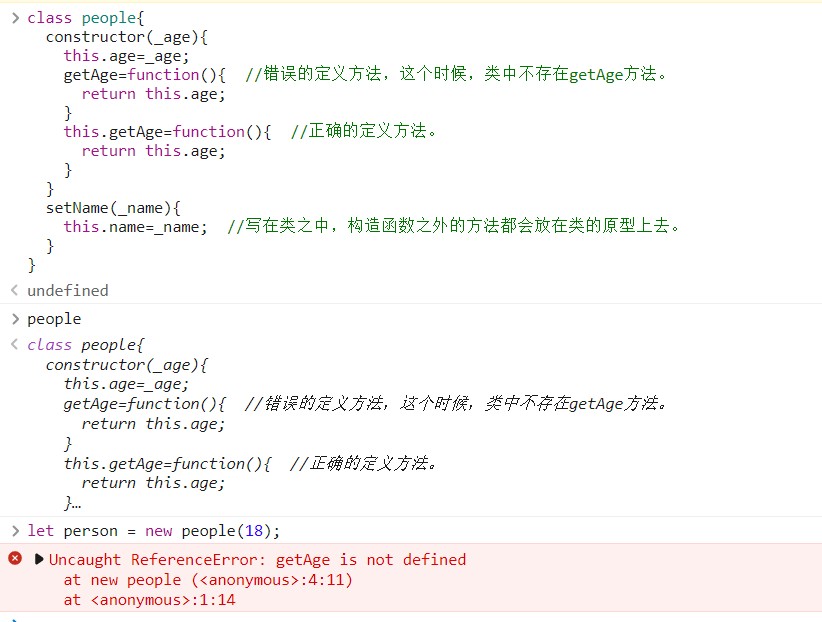 class people{
constructor(_age){
this.age=_age;
getAge=function(){ //错误的定义方法，这个时候，类中不存在getAge方法。
return this.age;
}
this.getAge=function(){ //正确的定义方法。
return this.age;
}
}
setName(_name){
this.name=_name; //写在类之中，构造函数之外的方法都会放在类的原型上去。
}
}
undefined
people
class people{
constructor(_age){
this.age=_age;
getAge=function(){ //错误的定义方法，这个时候，类中不存在getAge方法。
return this.age;
}
this.getAge=function(){ //正确的定义方法。
return this.age;
}…
let person = new people(18);
Uncaught ReferenceError: getAge is not defined
at new people (<anonymous>:4:11)
at <anonymous>:1:14